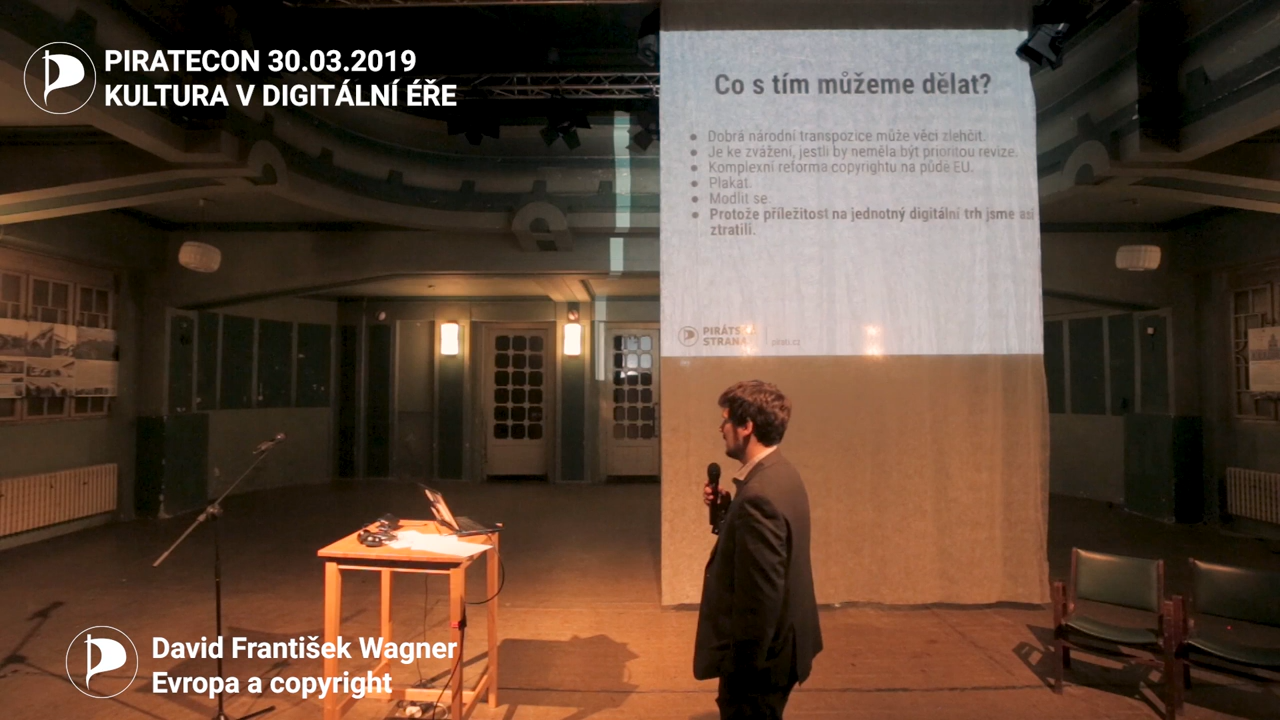 PIRATECON 30.03.2019
KULTURA V DIGITÁLNÍ ÉŘE
Co s tím můžeme dělat?
● Dobrá národní transpozice může věci zlehčit.
● Je ke zvážení, jestli by neměla být prioritou revize.
● Komplexní reforma copyrightu na půdě EU.
● Plakat.
● Modlit se
● Protože příležitost na jednotný digitální trh jsme asi
ztratili.
PIRÁTSKÁ
STRANA
pirati.cz
David František Wagner
Evropa a copyright